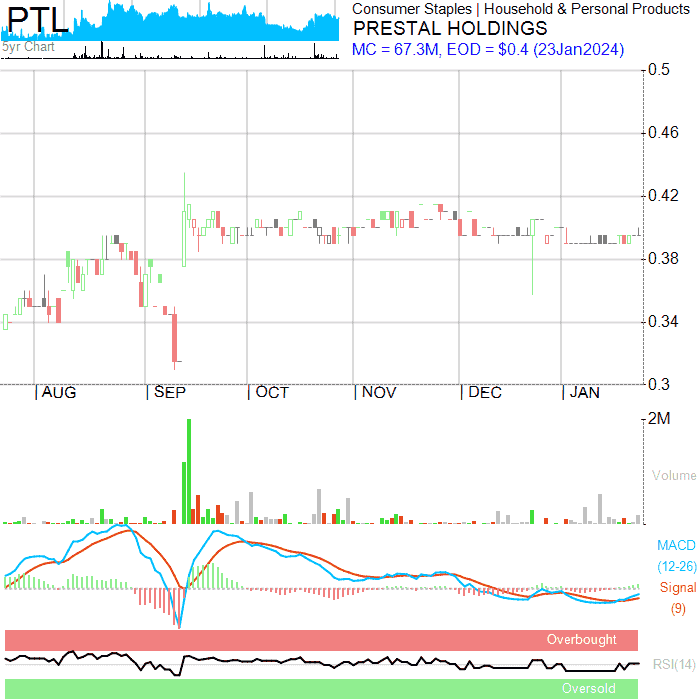 PTL
5yr Chart
Consumer Staples | Household & Personal Products
PRESTAL HOLDINGS
MC = 67.3M, EOD = $0.4 (23Jan2024)
0.5
0.46
0.42
0.38
0.34
0.3
| AUG | SEP | OCT | NOV | DEC | JAN
2M
Volume
MACD
(12-26)
Signal
(9)
Overbought
RSI(14)
Oversold